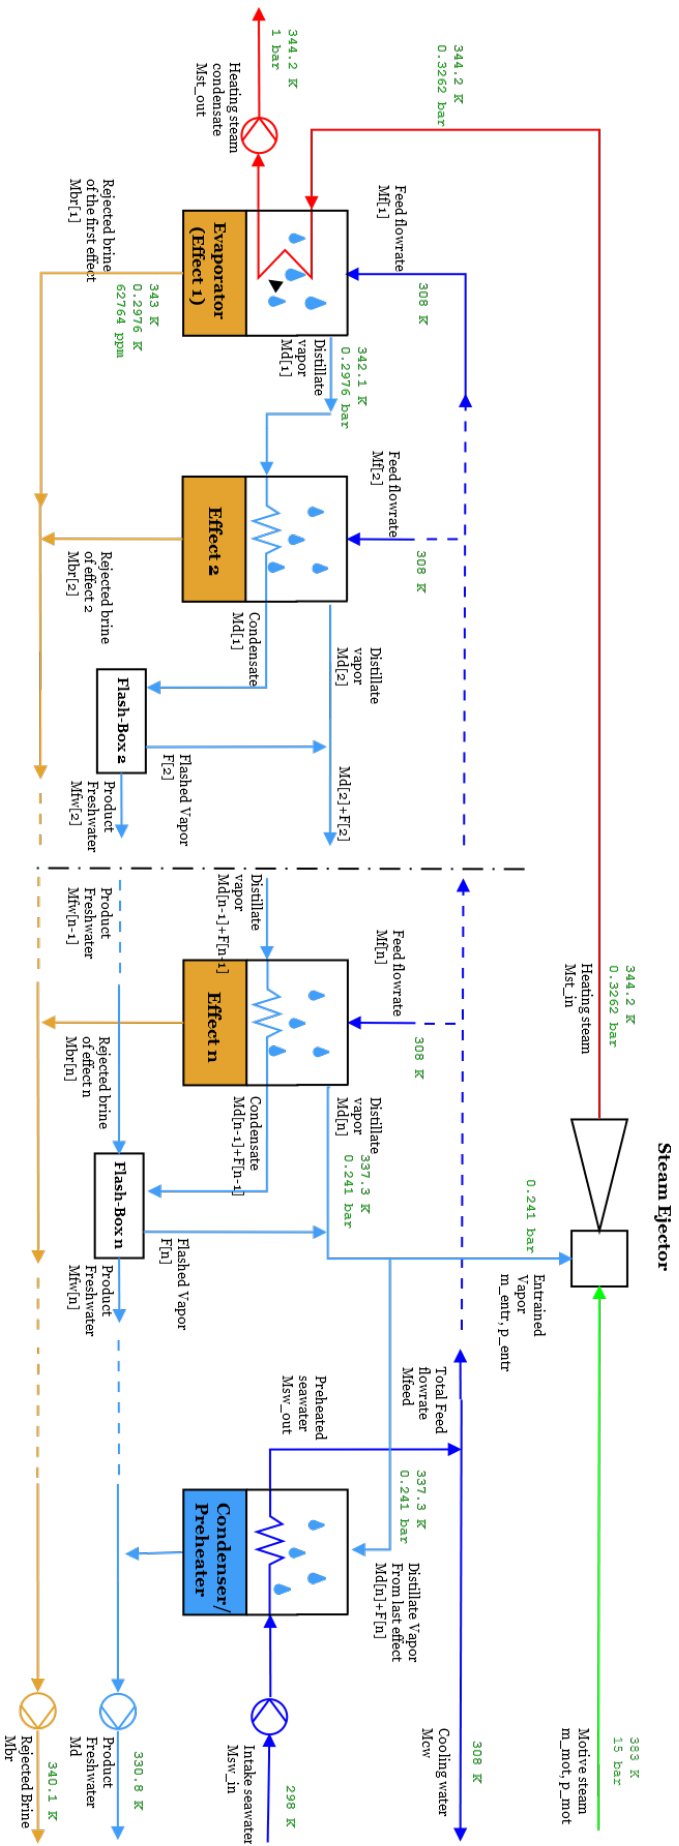 Steam Ejector
344.2 K
0.3262 bar
344.2 K
0.3262 bar
Heating steam
Mst_in
383 K
15 bar
Motive steam
m_mot, p_mot
0.241 bar
Entrained
Vapor
m_entr, p_entr
344.2 K
1 bar
Heating steam
condensate
Mst_out
Feed flowrate
Mf[1]
308 K
Feed flowrate
Mf[2]
308 K
Feed flowrate
Mf[n]
308 K
Total Feed
flowrate
Mfeed
308 K
Cooling water
Mcw
Evaporator
(Effect 1)
342.1 K
0.2976 bar
Distillate
vapor
Md[1]
Effect 2
Distillate
vapor
Md[2]
Md[2]+F[2]
Condensate
Md[1]
Distillate
vapor
Md[n-1]+F[n-1]
Effect n
Distillate
vapor
Md[n]
337.3 K
0.241 bar
Condensate
Md[n-1]+F[n-1]
Preheated
seawater
Msw_out
337.3 K
0.241 bar
Distillate Vapor
From last effect
Md[n]+F[n]
Condenser/
Preheater
298 K
Intake seawater
Msw_in
Rejected brine
of the first effect
Mbr[1]
343 K
0.2976 K
62764 ppm
Rejected brine
of effect 2
Mbr[2]
Flash-Box 2
Flashed Vapor
F[2]
Product
Freshwater
Mfw[2]
Product
Freshwater
Mfw[n-1]
Rejected brine
of effect n
Mbr[n]
Flash-Box n
Flashed Vapor
F[n]
Product
Freshwater
Mfw[n]
330.8 K
Product
Freshwater
Md
340.1 K
Rejected Brine
Mbr